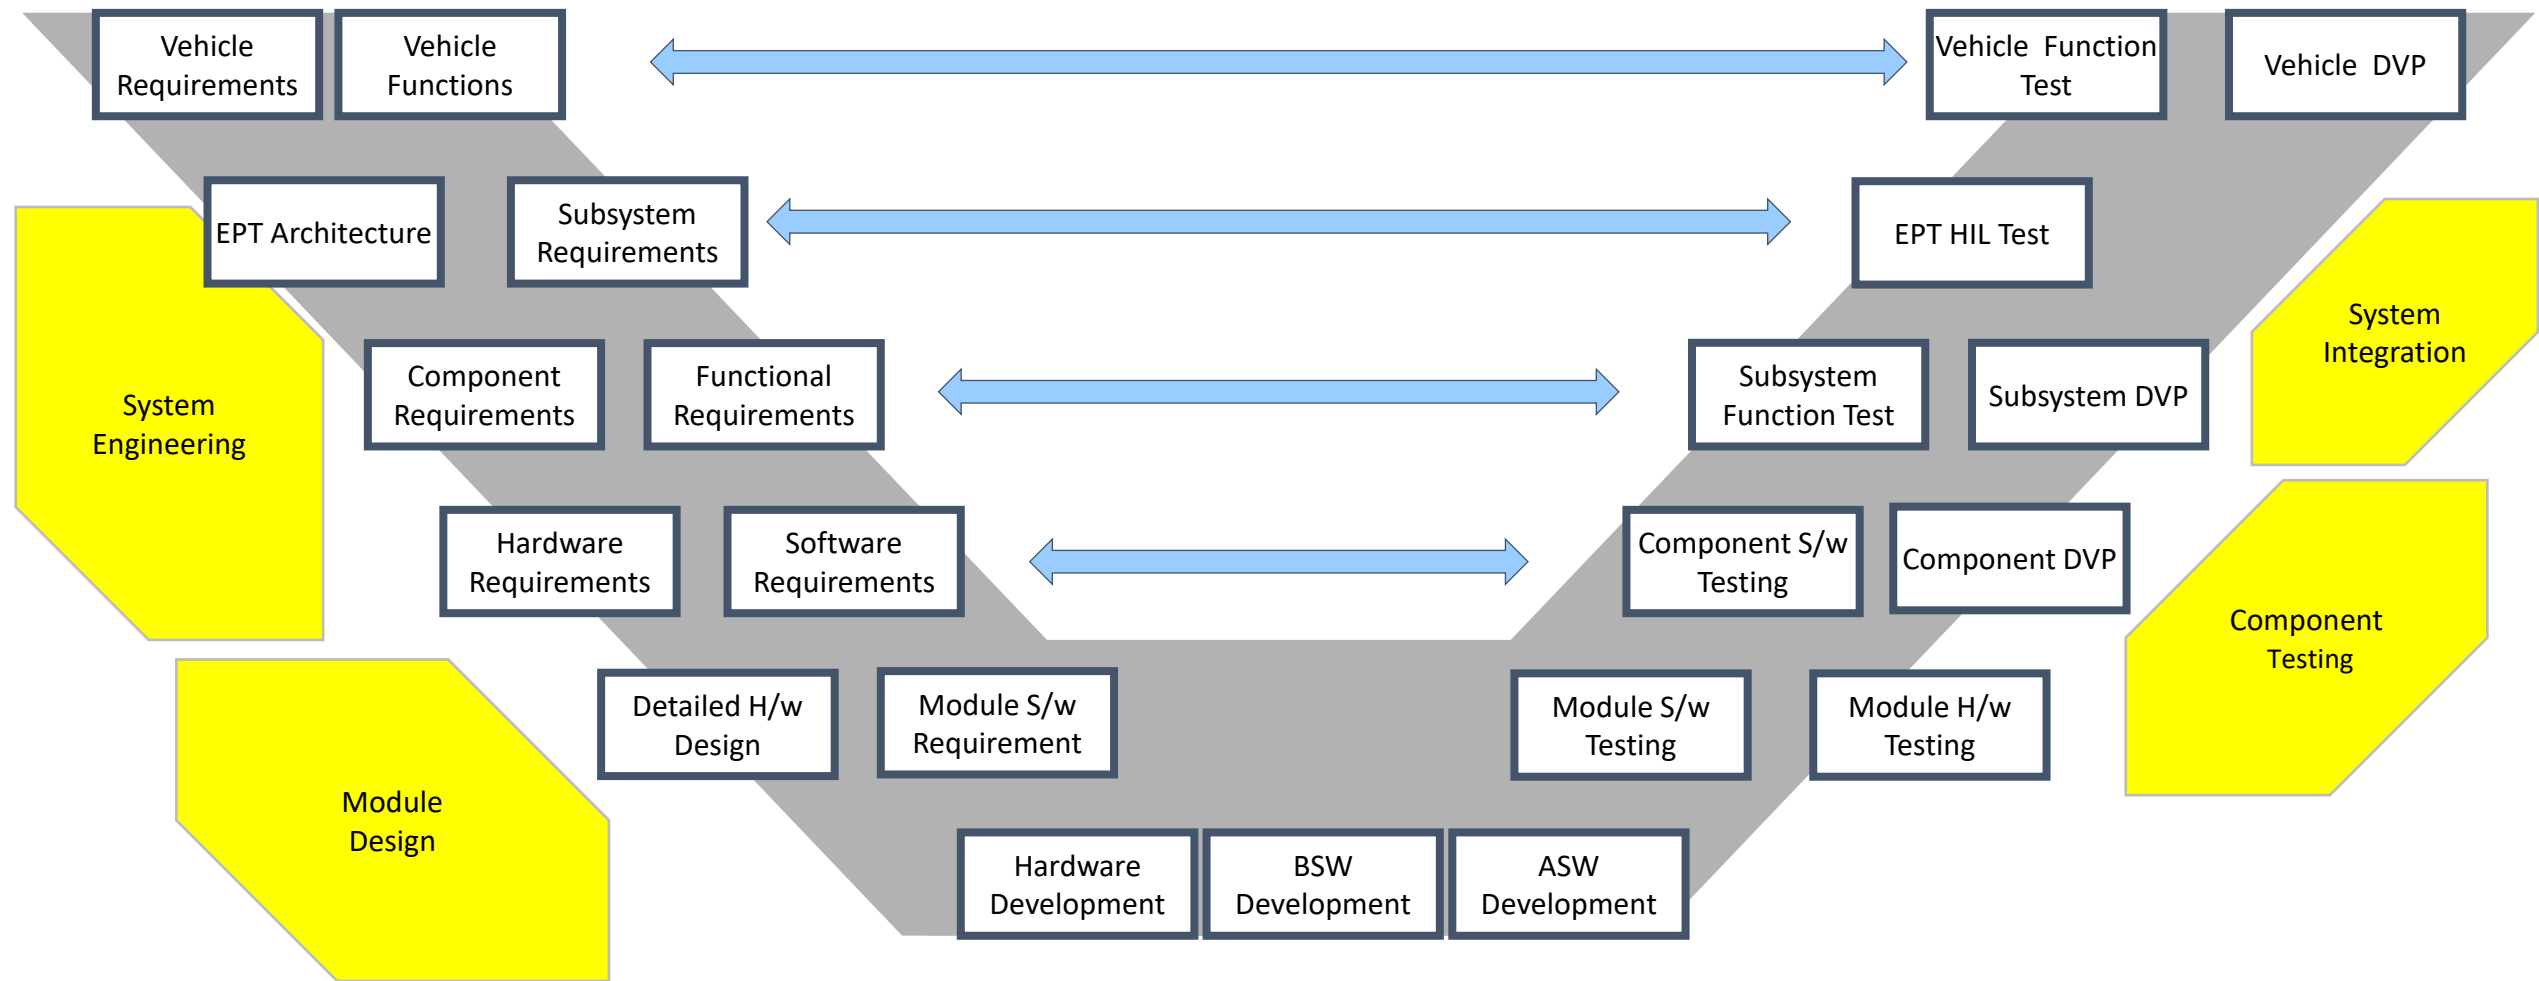 Vehicle
Requirements
Vehicle
Functions
Vehicle Function
Test
Vehicle DVP
EPT Architecture
Subsystem
Requirements
EPT HIL Test
System
Engineering
Component
Requirements
Functional
Requirements
Subsystem
Function Test
Subsystem DVP
System
Integration
Hardware
Requirements
Software
Requirements
Component S/w
Testing
Component DVP
Component
Testing
Module
Design
Detailed H/w
Design
Module S/w
Requirement
Module S/w
Testing
Module H/w
Testing
Hardware
Development
BSW
Development
ASW
Development